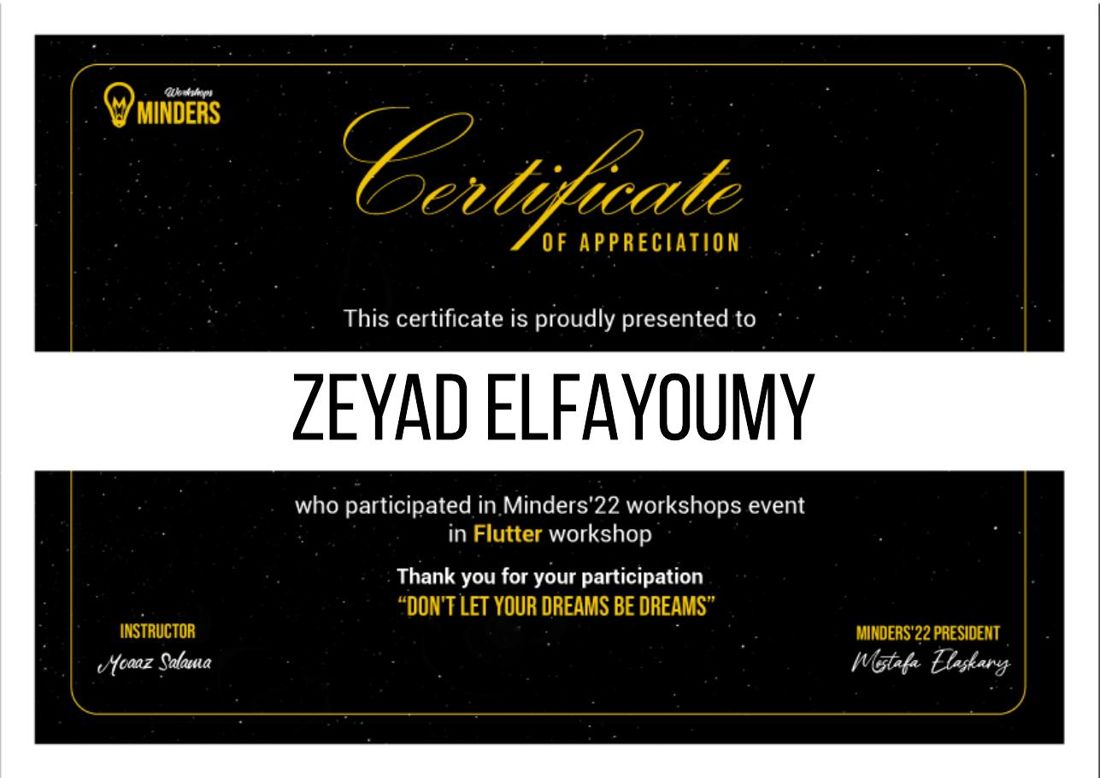 Workshops
MINDERS
Certificate
OF APPRECIATION
This certificate is proudly presented to
ZEYAD ELFAYOUMY
who participated in Minders'22 workshops event
in Flutter workshop
Thank you for your participation
“DON'T LET YOUR DREAMS BE DREAMS”
INSTRUCTOR
Moaaz Salama
MINDERS'22 PRESIDENT
Mostafa Elaskany